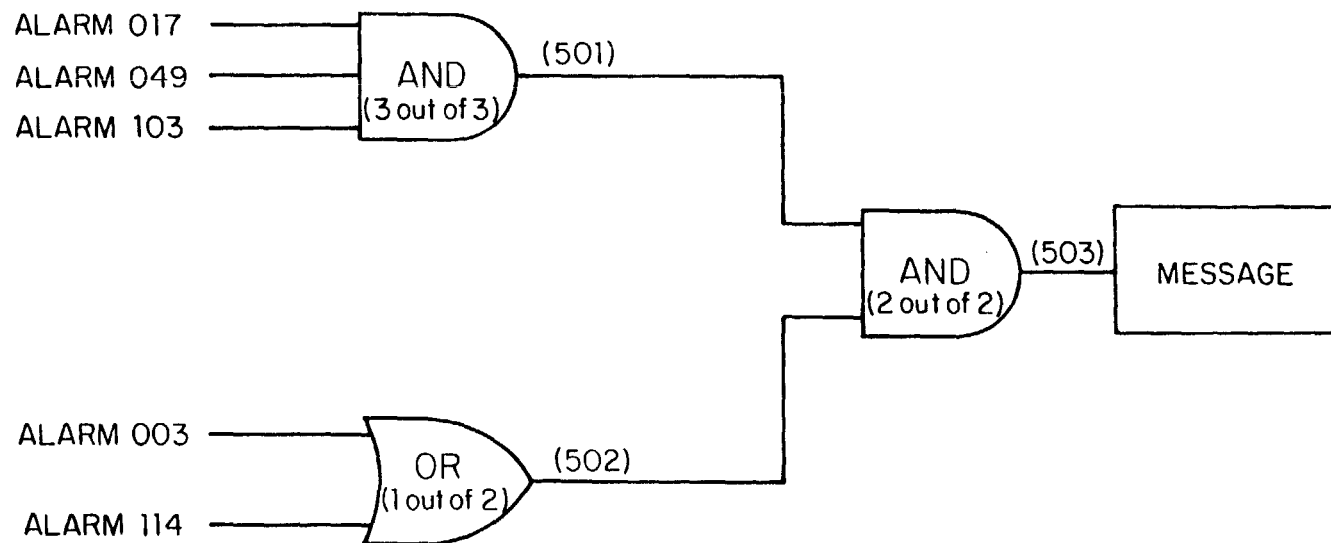 ALARM 017
ALARM 049
ALARM 103
AND
(3 out of 3)
(501)
AND
(2 out of 2)
(503)
MESSAGE
ALARM 003
ALARM 114
OR
(1 out of 2)
(502)